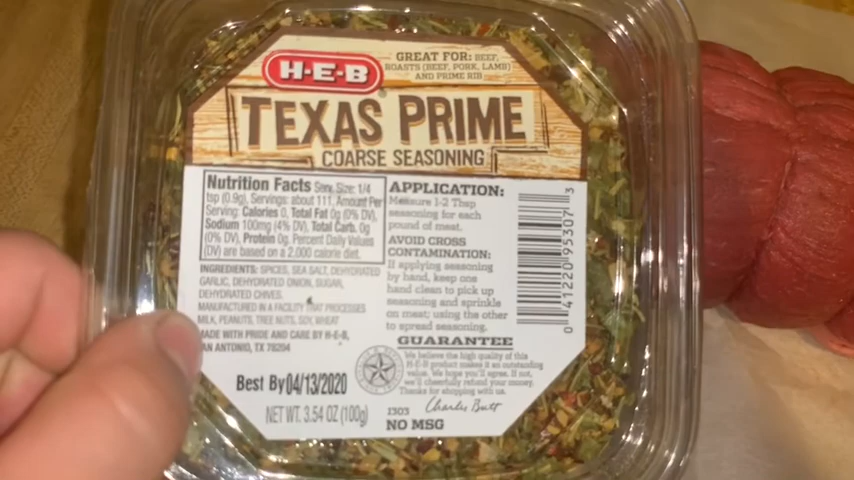 H-E-B
GREAT FOR: BEEF,
ROASTS (BEEF, PORK, LAMB)
AND PRIME RIB
TEXAS PRIME
COARSE SEASONING
Nutrition Facts Serv. Size: 1/4
tsp (0.9g), Servings: about 111, Amount Per
Serving: Calories 0, Total Fat 0g (0% DV),
Sodium 100mg (4% DV), Total Carb. 0g
(0% DV), Protein 0g. Percent Daily Values
(DV) are based on a 2,000 calorie diet.
INGREDIENTS: SPICES, SEA SALT, DEHYDRATED
GARLIC, DEHYDRATED ONION, SUGAR,
DEHYDRATED CHIVES.
MANUFACTURED IN A FACILITY THAT PROCESSES
MILK, PEANUTS, TREE NUTS, SOY, WHEAT
MADE WITH PRIDE AND CARE BY H-E-B,
SAN ANTONIO, TX 78204
Best By 04/13/2020
NET WT. 3.54 OZ (100g)
APPLICATION:
Measure 1-2 Tbsp
seasoning for each
pound of meat.
AVOID CROSS
CONTAMINATION:
If applying seasoning
by hand, keep one
hand clean to pick up
seasoning and sprinkle
on meat; using the other
to spread seasoning.
GUARANTEE
We believe the high quality of this
H-E-B product makes it an outstanding
value. We hope you'll agree. If not,
we'll cheerfully refund your money.
Thanks for shopping with us.
Charles Butt
1303
NO MSG
0 41220 95307 3